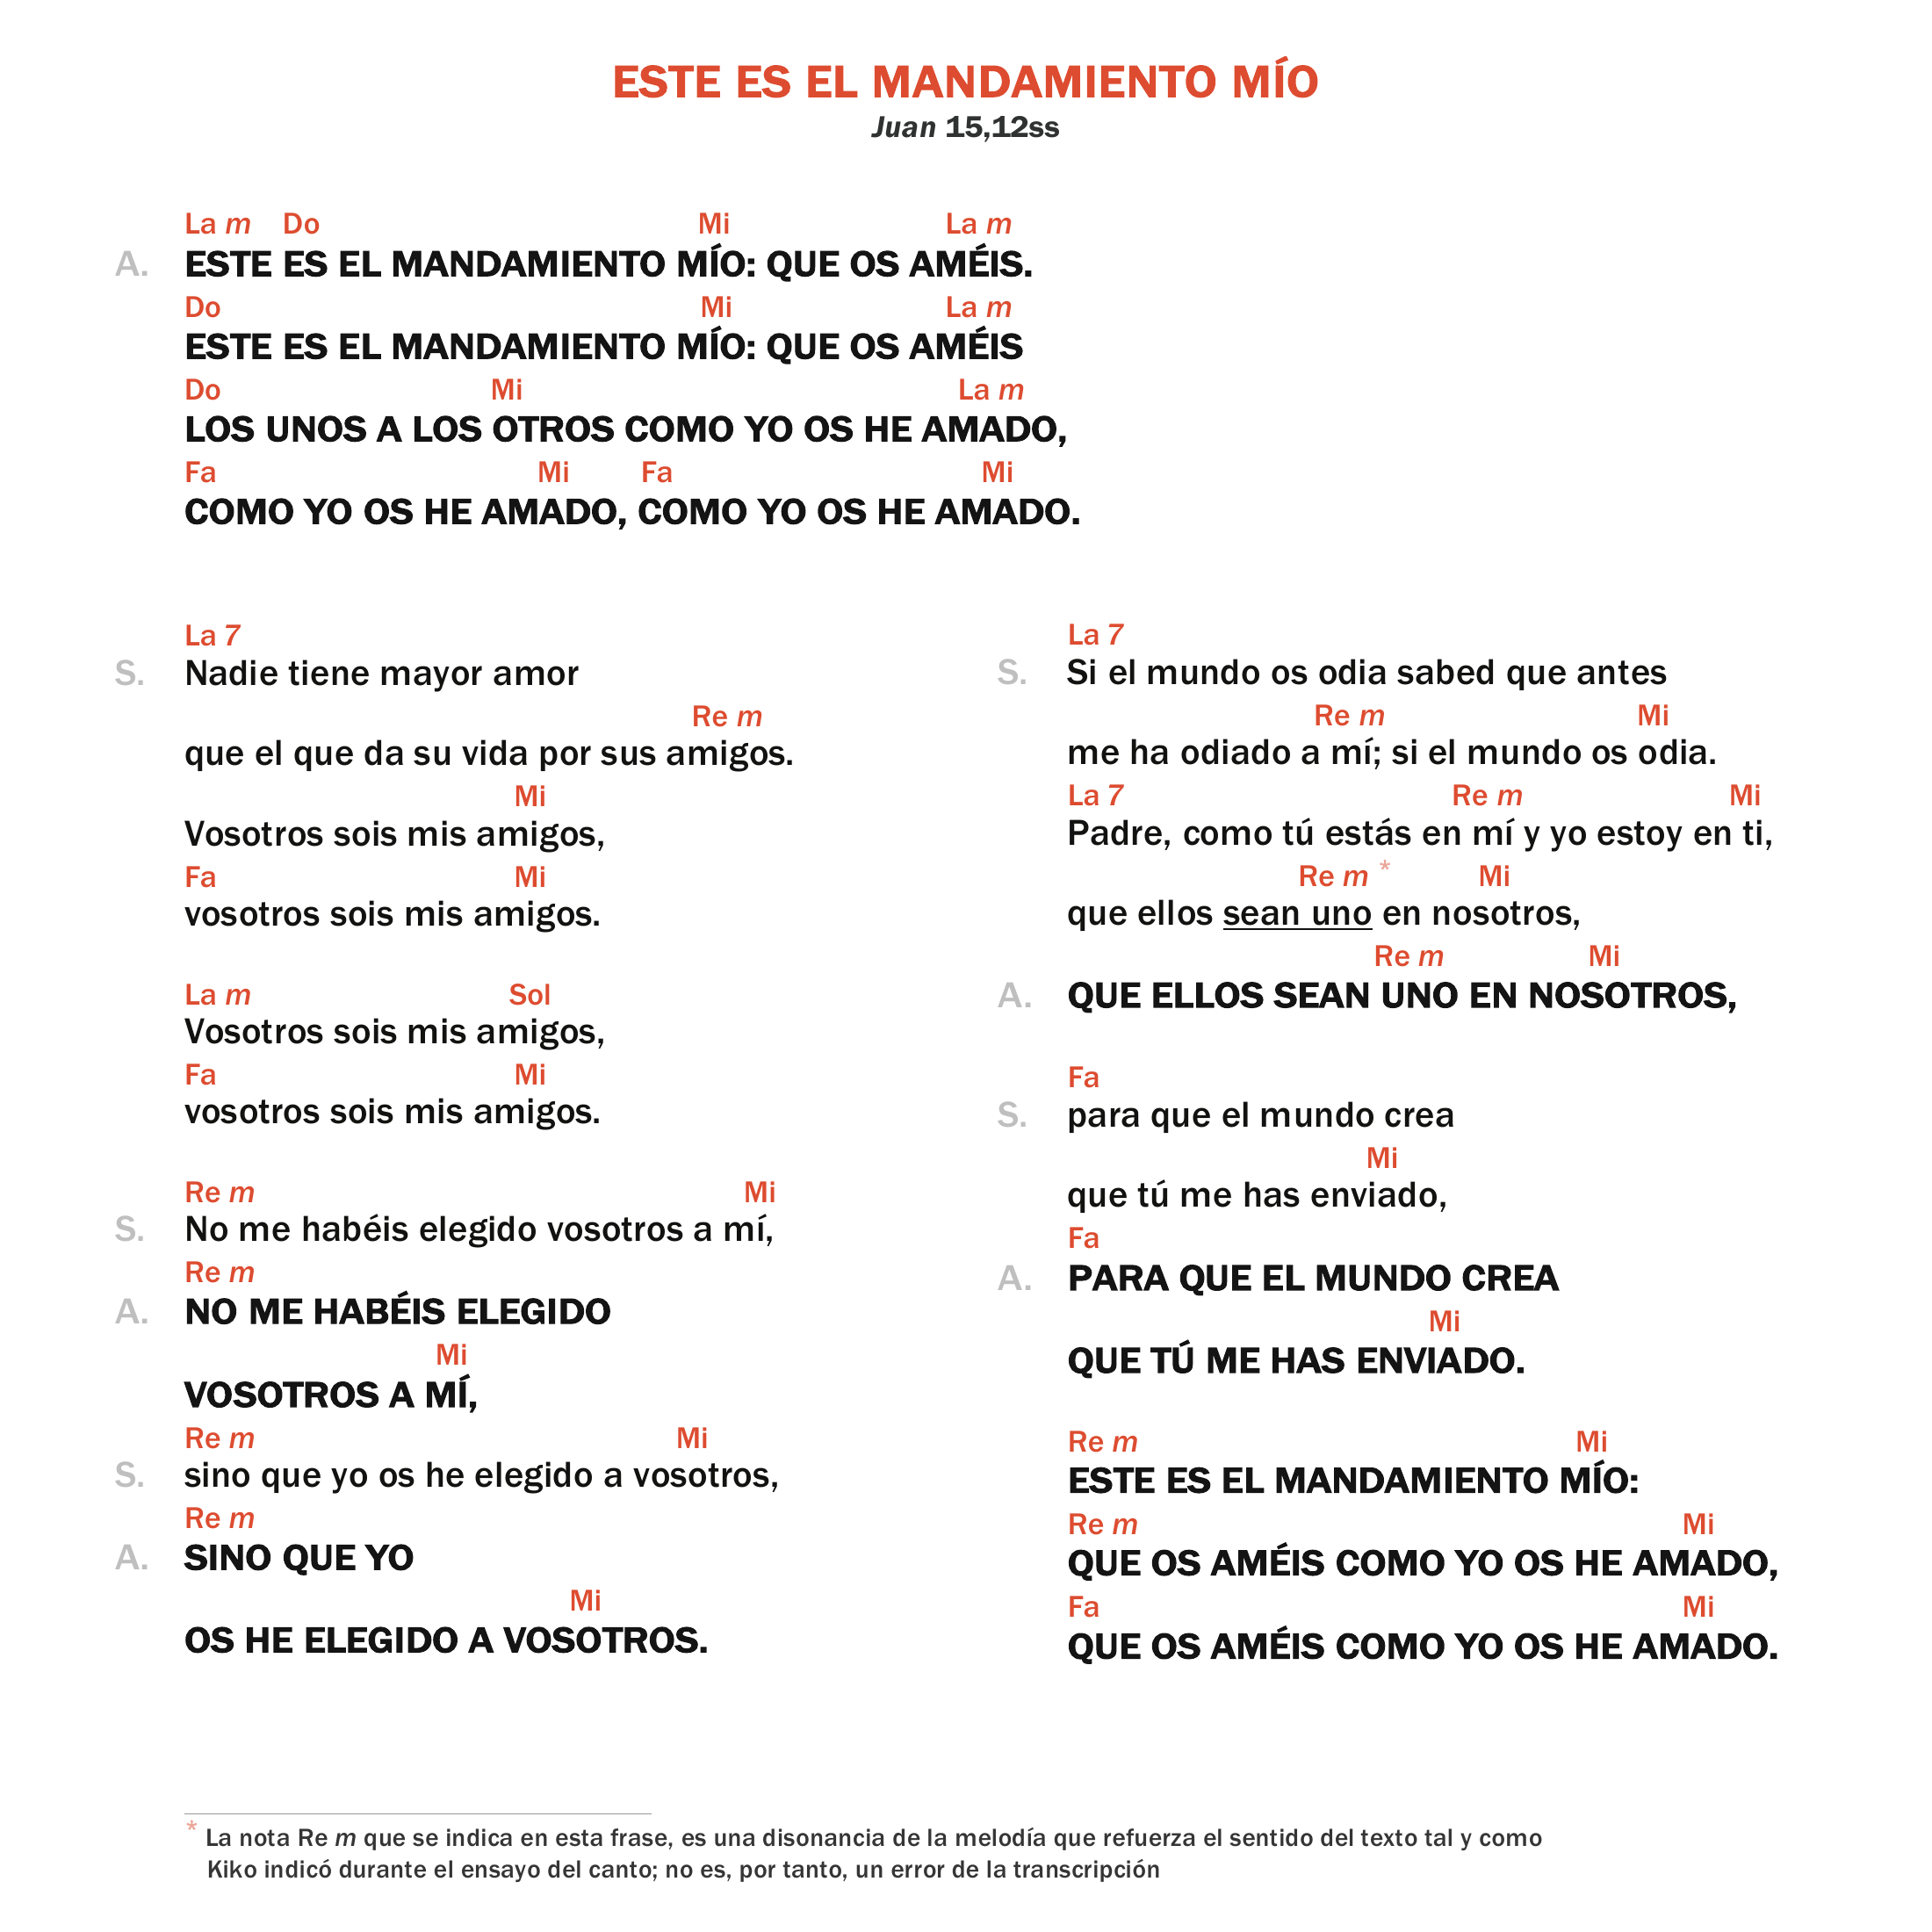 ESTE ES EL MANDAMIENTO MÍO
Juan 15,12ss
La m Do Mi La m
A. ESTE ES EL MANDAMIENTO MÍO: QUE OS AMÉIS.
Do Mi La m
ESTE ES EL MANDAMIENTO MÍO: QUE OS AMÉIS
Do Mi La m
LOS UNOS A LOS OTROS COMO YO OS HE AMADO,
Fa Mi Fa Mi
COMO YO OS HE AMADO, COMO YO OS HE AMADO.
La 7
S. Nadie tiene mayor amor
Re m
que el que da su vida por sus amigos.
Mi
Vosotros sois mis amigos,
Fa Mi
vosotros sois mis amigos.
La m Sol
Vosotros sois mis amigos,
Fa Mi
vosotros sois mis amigos.
Re m Mi
S. No me habéis elegido vosotros a mí,
Re m
A. NO ME HABÉIS ELEGIDO
Mi
VOSOTROS A MÍ,
Re m Mi
S. sino que yo os he elegido a vosotros,
Re m
A. SINO QUE YO
Mi
OS HE ELEGIDO A VOSOTROS.
La 7
S. Si el mundo os odia sabed que antes
Re m Mi
me ha odiado a mí; si el mundo os odia.
La 7 Re m Mi
Padre, como tú estás en mí y yo estoy en ti,
Re m * Mi
que ellos sean uno en nosotros,
Re m Mi
A. QUE ELLOS SEAN UNO EN NOSOTROS,
Fa
S. para que el mundo crea
Mi
que tú me has enviado,
Fa
A. PARA QUE EL MUNDO CREA
Mi
QUE TÚ ME HAS ENVIADO.
Re m Mi
ESTE ES EL MANDAMIENTO MÍO:
Re m Mi
QUE OS AMÉIS COMO YO OS HE AMADO,
Fa Mi
QUE OS AMÉIS COMO YO OS HE AMADO.
* La nota Re m que se indica en esta frase, es una disonancia de la melodía que refuerza el sentido del texto tal y como
Kiko indicó durante el ensayo del canto; no es, por tanto, un error de la transcripción